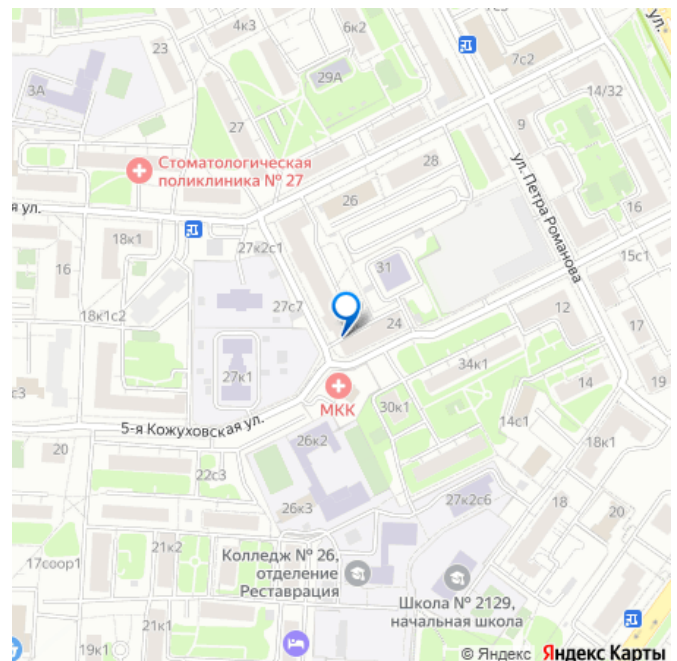 4к3
6к2
ул.
23
7с2
29А
3А
14/32
27
9
Стоматологическая
поликлиника № 27
28
ул. Петра Романова
26
16
я ул.
18к1
27к2с1
16
31
15с1
27с7
18к1с2
24
12
17
34к1
27к1
14
19
с3
МКК
30к1
5-я Кожуховская ул.
14с1
26к2
18к1
20
22с3
27к2с6
18
26к3
20
21к2
17соор1
Колледж № 26,
отделение
Реставрация
Школа № 2129,
начальная школа
21к1
19к1
© Яндекс Яндекс Карты